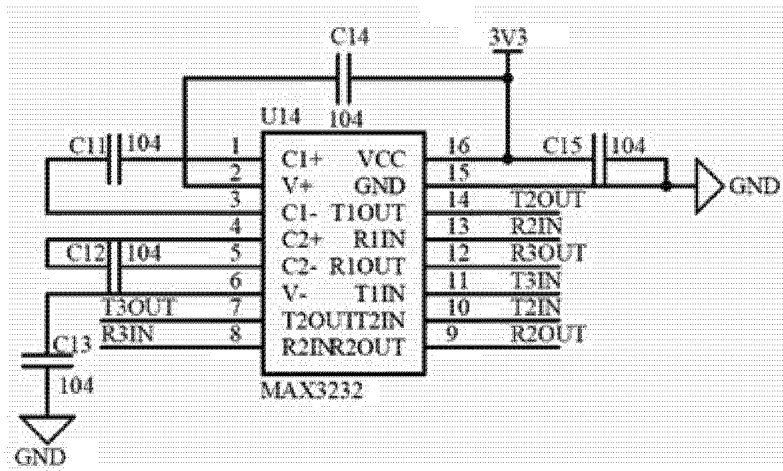 C14
3V3
U14
104
C11
104
1
C1+
VCC
16
C15
104
2
V+
GND
15
GND
3
C1-
T1OUT
14
T2OUT
4
C2+
R1IN
13
R2IN
C12
104
5
C2-
R1OUT
12
R3OUT
6
V-
T1IN
11
T3IN
T3OUT
7
T2OUT
T2IN
10
T2IN
R3IN
8
R2IN
R2OUT
9
R2OUT
C13
104
MAX3232
GND